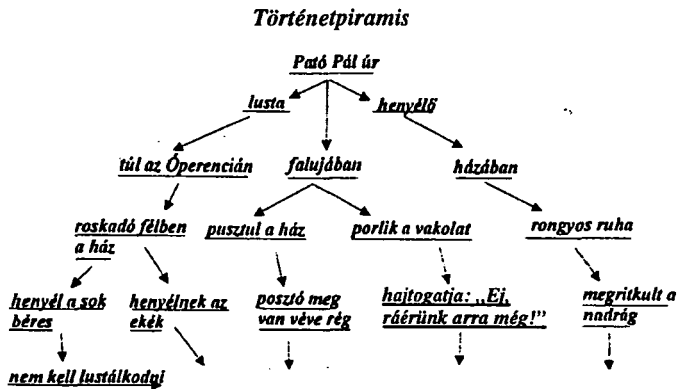 Történetpiramis
Pató Pál úr
lusta henyélő
túl az Óperencián falujában házában
roskadó félben
a ház
pusztul a ház porlik a vakolat rongyos ruha
henyél a sok
béres
henyélnek az
ekék
posztó meg
van véve rég
hajtogatja: „Ej,
ráérünk arra még!”
megritkult a
nadrág
nem kell lustálkodni